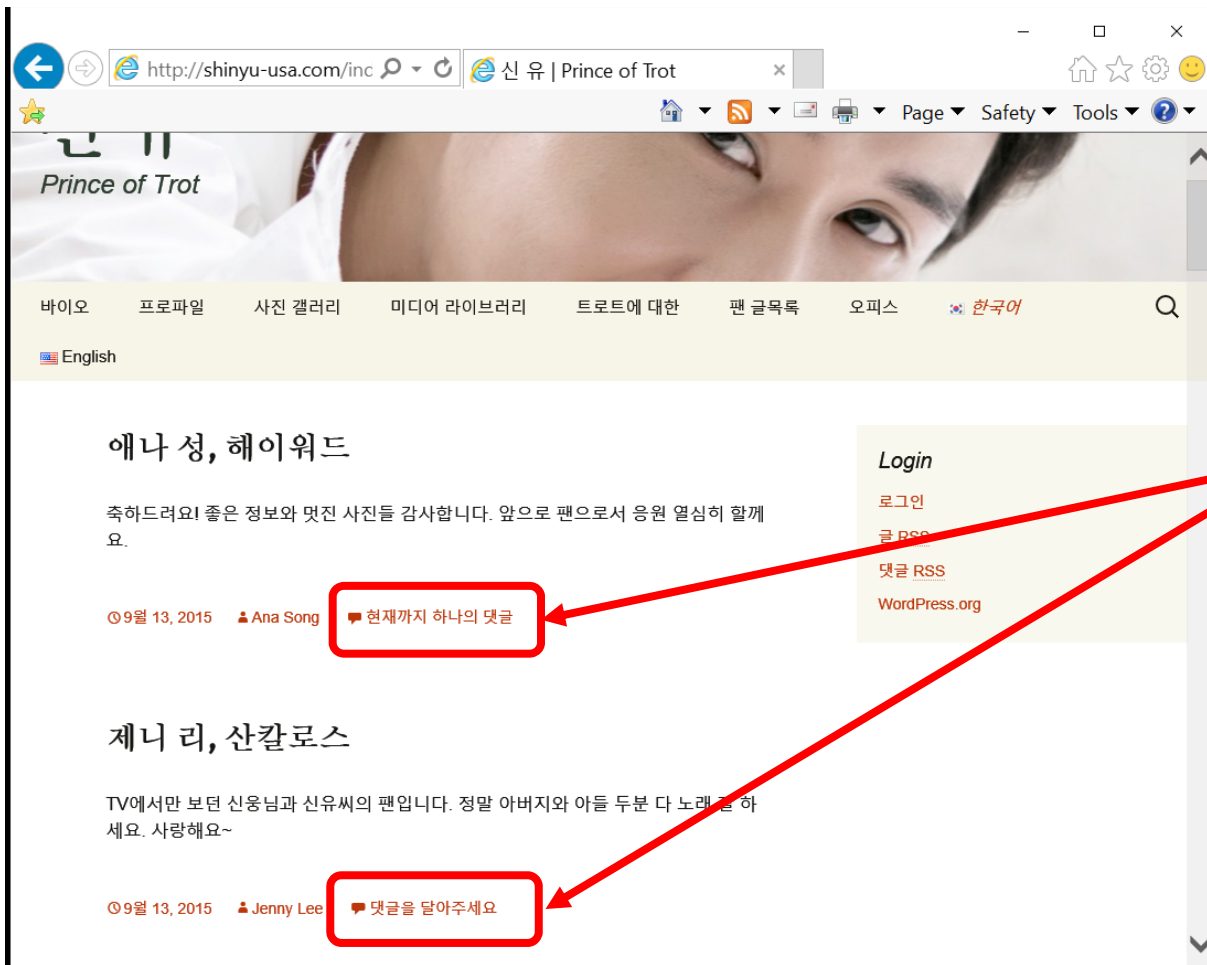 http://shinyu-usa.com/inc
신 유 | Prince of Trot
Page
Safety
Tools
신 유
Prince of Trot
바이오 프로파일 사진 갤러리 미디어 라이브러리 트로트에 대한 팬 글목록 오피스 한국어
English
애나 성, 해이워드
축하드려요! 좋은 정보와 멋진 사진들 감사합니다. 앞으로 팬으로서 응원 열심히 할께
요.
9월 13, 2015 Ana Song 현재까지 하나의 댓글
Login
로그인
글 RSS
댓글 RSS
WordPress.org
제니 리, 산칼로스
TV에서만 보던 신웅님과 신유씨의 팬입니다. 정말 아버지와 아들 두분 다 노래 잘 하
세요. 사랑해요~
9월 13, 2015 Jenny Lee 댓글을 달아주세요